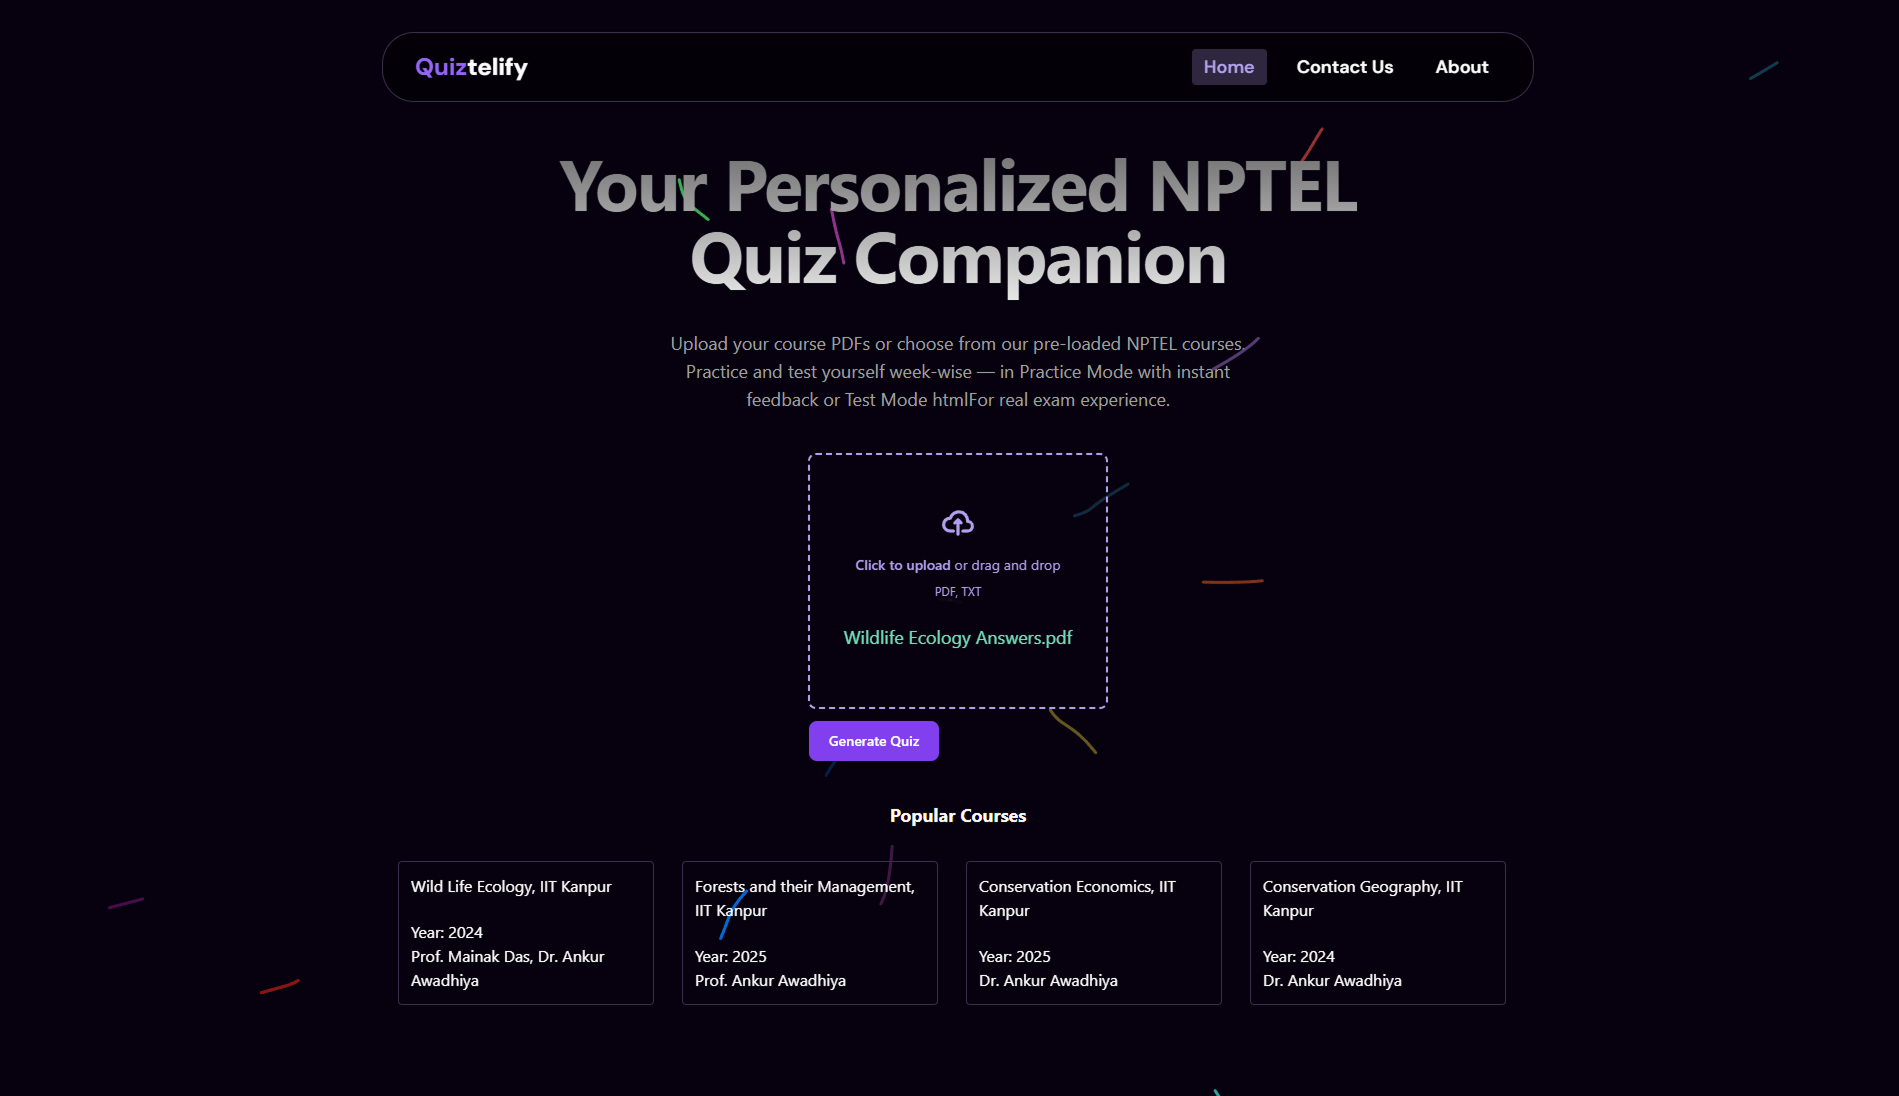 Quiztelify
Home
Contact Us
About
Your Personalized NPTEL
Quiz Companion
Upload your course PDFs or choose from our pre-loaded NPTEL courses.
Practice and test yourself week-wise — in Practice Mode with instant
feedback or Test Mode htmlFor real exam experience.
Click to upload or drag and drop
PDF, TXT
Wildlife Ecology Answers.pdf
Generate Quiz
Popular Courses
Wild Life Ecology, IIT Kanpur
Year: 2024
Prof. Mainak Das, Dr. Ankur
Awadhiya
Forests and their Management,
IIT Kanpur
Year: 2025
Prof. Ankur Awadhiya
Conservation Economics, IIT
Kanpur
Year: 2025
Dr. Ankur Awadhiya
Conservation Geography, IIT
Kanpur
Year: 2024
Dr. Ankur Awadhiya